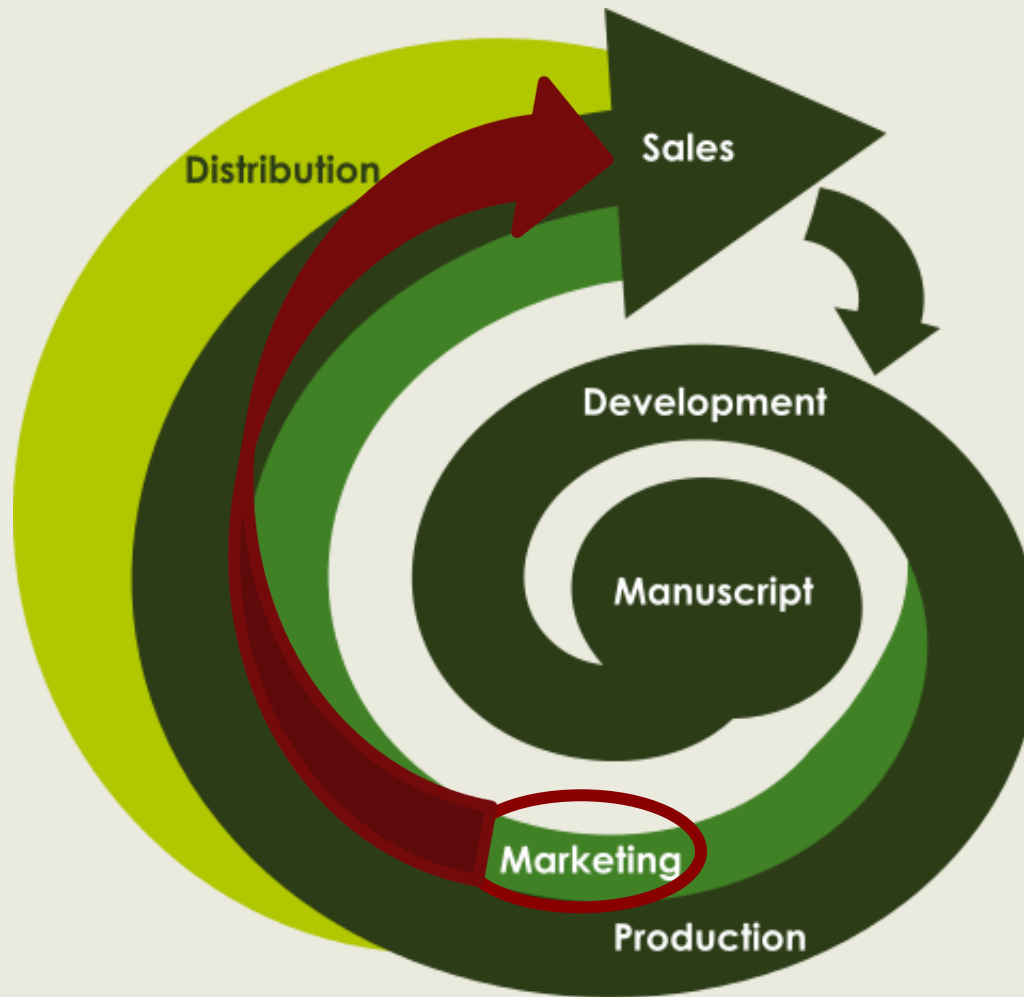 Sales
Distribution
Development
Manuscript
Marketing
Production